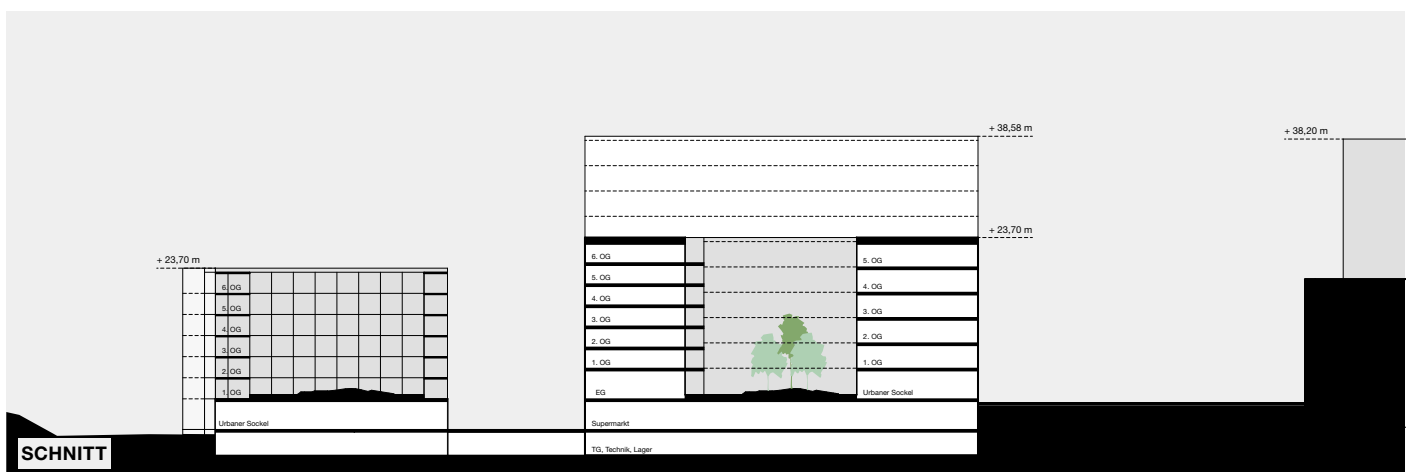 + 38,58 m
+ 38,20 m
+ 23,70 m
+ 23,70 m
6. OG
5. OG
4. OG
3. OG
2. OG
1. OG
Urbaner Sockel
6. OG
5. OG
4. OG
3. OG
2. OG
1. OG
EG
Supermarkt
TG, Technik, Lager
5. OG
4. OG
3. OG
2. OG
1. OG
Urbaner Sockel
SCHNITT